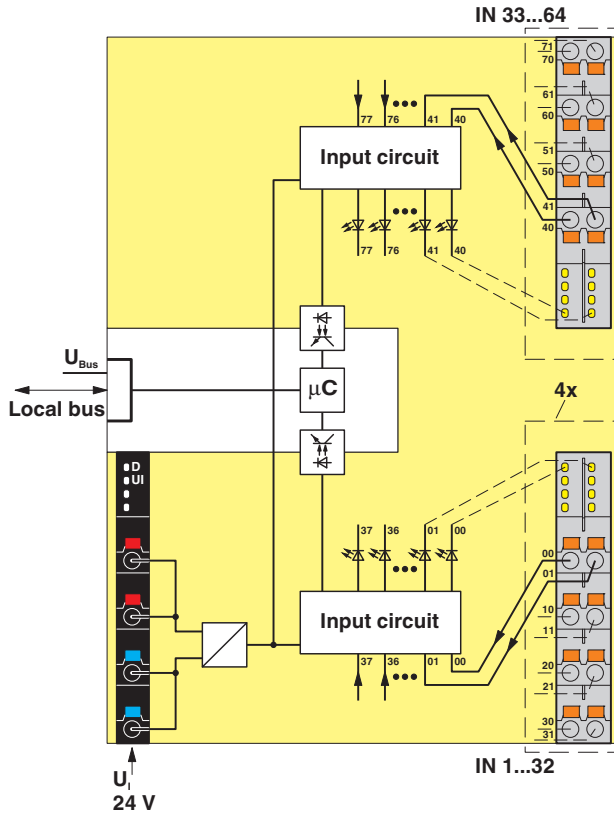 IN 33...64
71
70
61
60
51
50
41
40
77 76 ●●● 41 40
Input circuit
●●●
77 76 41 40
U Bus
Local bus
µC
4x
D
UI
37 36 01 00
●●●
Input circuit
37 36 ●●● 01 00
00
01
10
11
20
21
30
31
IN 1...32
UI
24 V